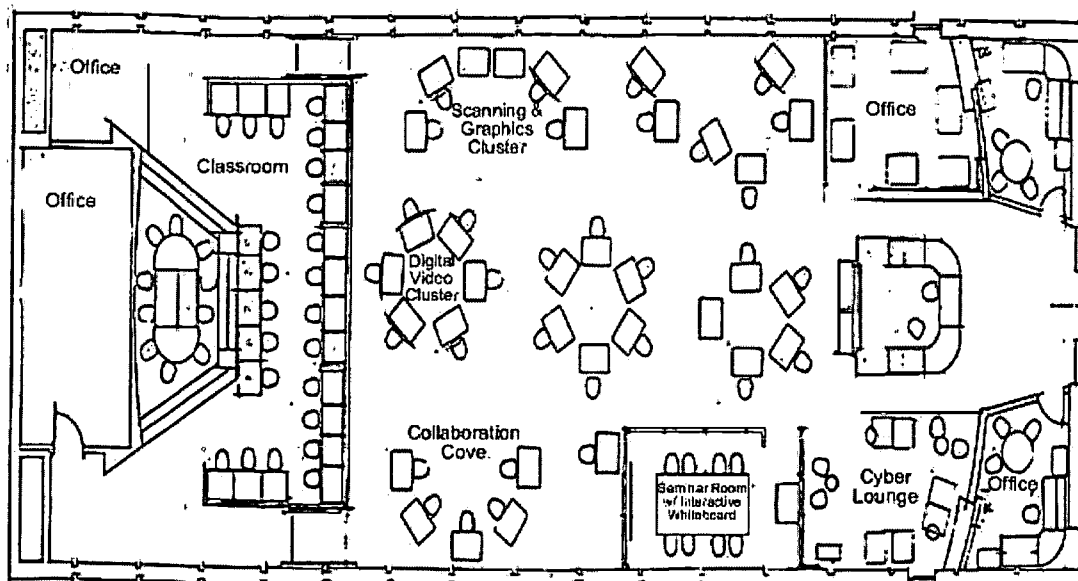 Office
Office
Classroom
Scanning &
Graphics
Cluster
Digital
Video
Cluster
Collaboration
Cove
Office
Seminar Room
w/ Interactive
Whiteboard
Cyber
Lounge
Office